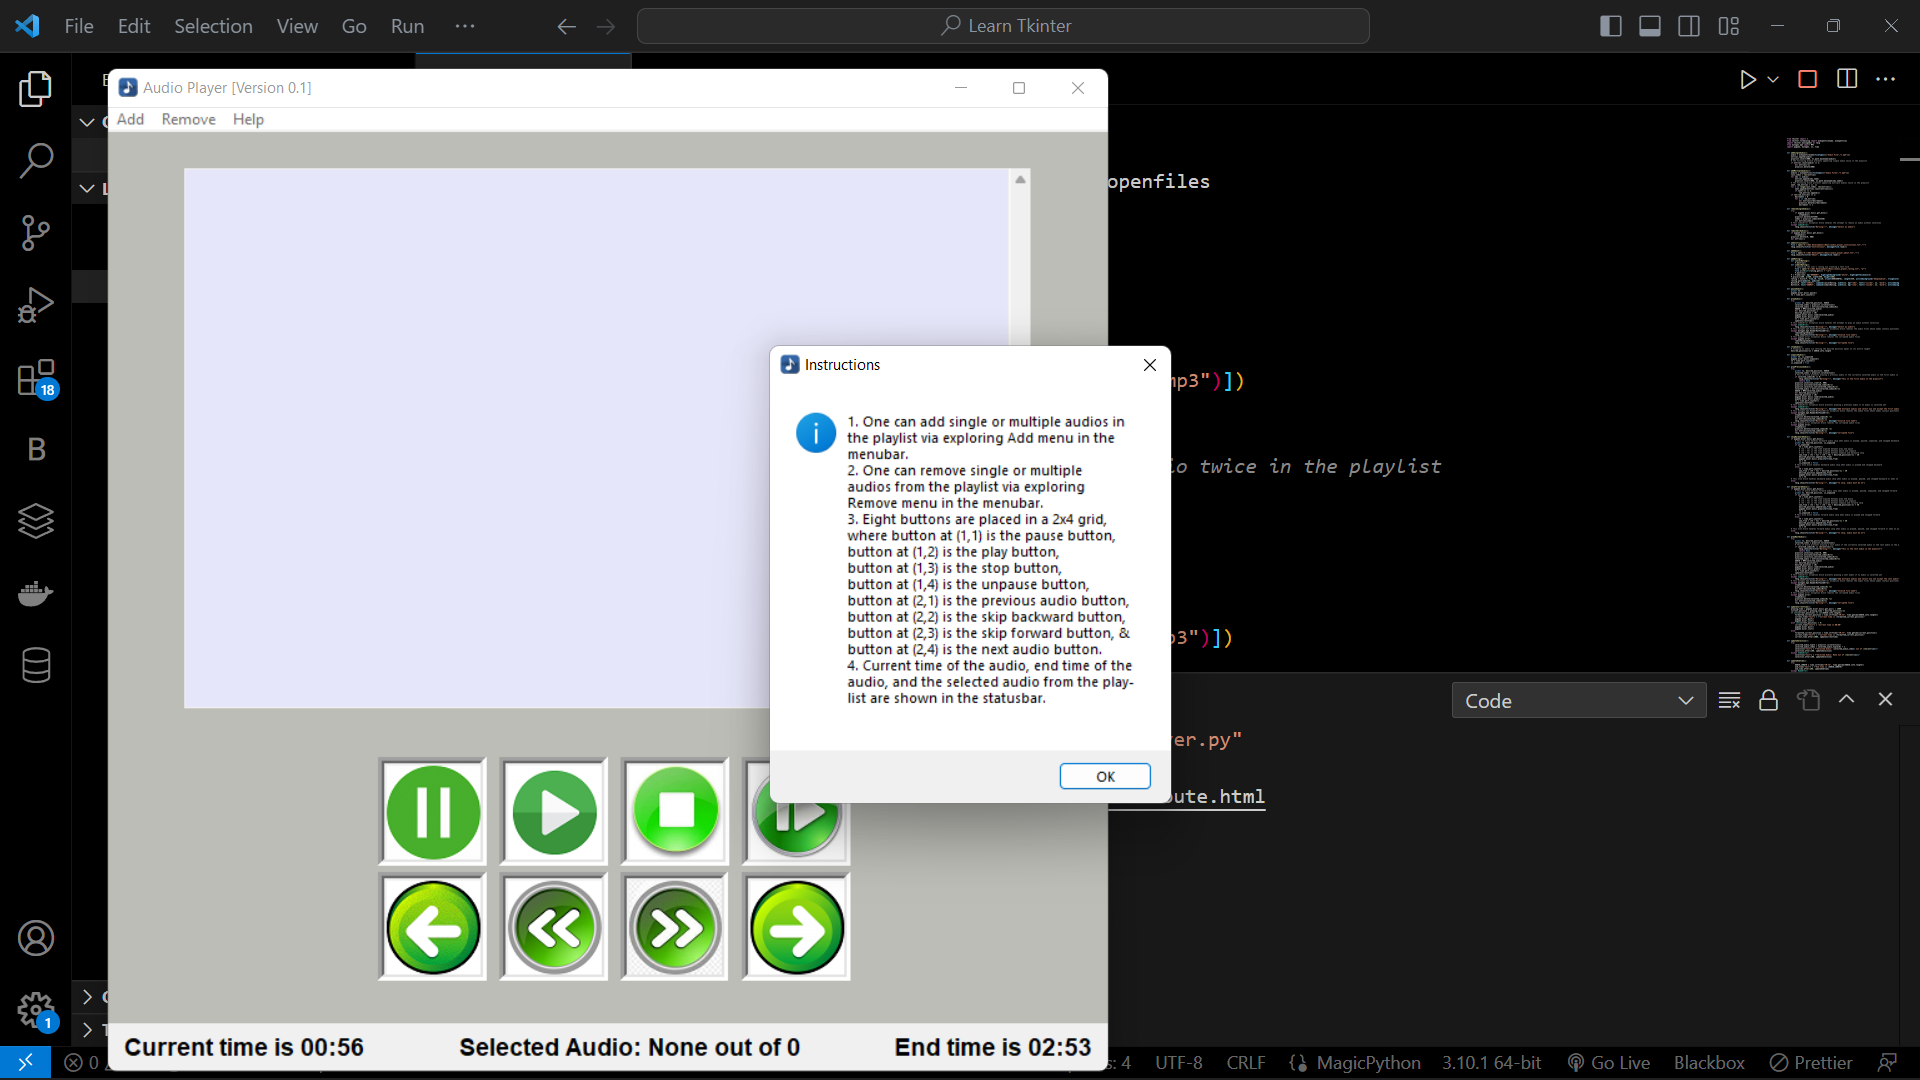 File Edit Selection View Go Run ···
Learn Tkinter
Audio Player [Version 0.1]
Add Remove Help
openfiles
mp3")])
twice in the playlist
Instructions
1. One can add single or multiple audios in
the playlist via exploring Add menu in the
menubar.
2. One can remove single or multiple
audios from the playlist via exploring
Remove menu in the menubar.
3. Eight buttons are placed in a 2x4 grid,
where button at (1,1) is the pause button,
button at (1,2) is the play button,
button at (1,3) is the stop button,
button at (1,4) is the unpause button,
button at (2,1) is the previous audio button,
button at (2,2) is the skip backward button,
button at (2,3) is the skip forward button, &
button at (2,4) is the next audio button.
4. Current time of the audio, end time of the
audio, and the selected audio from the play-
list are shown in the statusbar.
OK
18
B
p3")])
Code
er.py"
ute.html
1
Current time is 00:56 Selected Audio: None out of 0 End time is 02:53
0
: 4 UTF-8 CRLF {} MagicPython 3.10.1 64-bit Go Live Blackbox Prettier